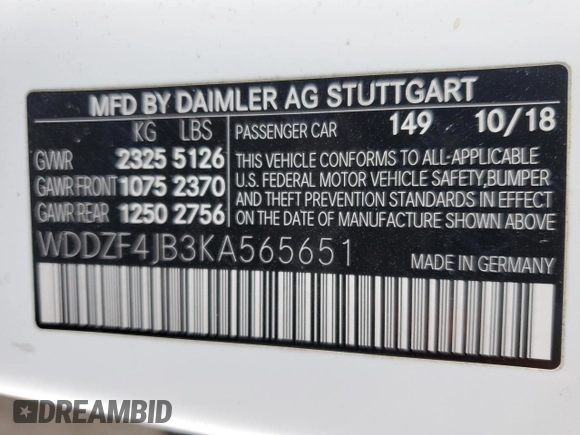 MFD BY DAIMLER AG STUTTGART
KG LBS
GVWR 2325 5126
GAWR FRONT 1075 2370
GAWR REAR 1250 2756
PASSENGER CAR 149 10/18
THIS VEHICLE CONFORMS TO ALL-APPLICABLE
U.S. FEDERAL MOTOR VEHICLE SAFETY,BUMPER
AND THEFT PREVENTION STANDARDS IN EFFECT
ON THE DATE OF MANUFACTURE SHOWN ABOVE
WDDZF4JB3KA565651
MADE IN GERMANY
DREAMBID